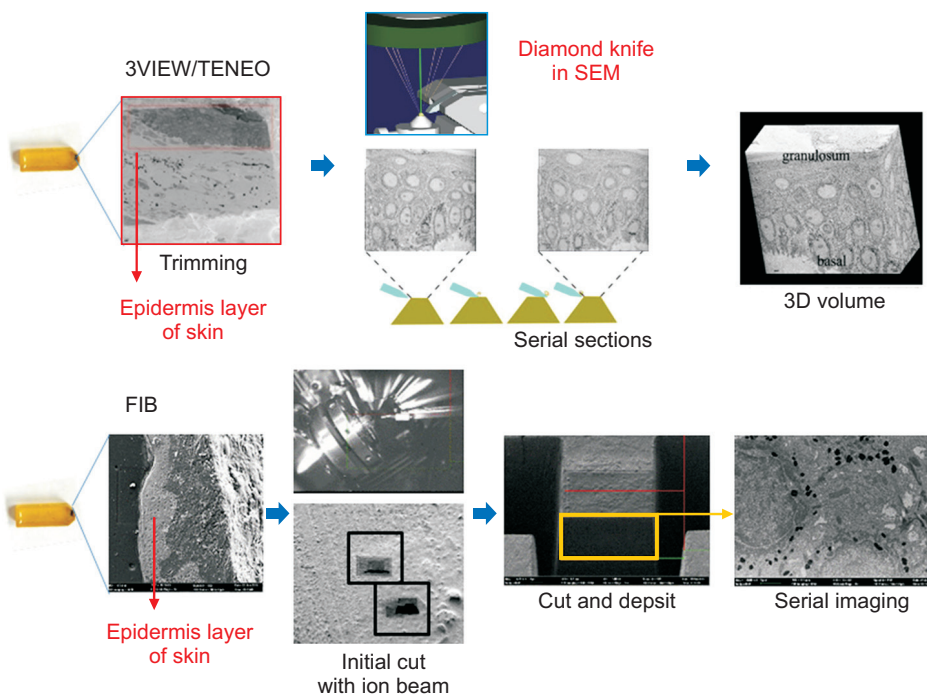 3VIEW/TENEO
Diamond knife
in SEM
granulosum
basal
Trimming
Epidermis layer
of skin
Serial sections
3D volume
FIB
Epidermis layer
of skin
Initial cut
with ion beam
Cut and depsit
Serial imaging